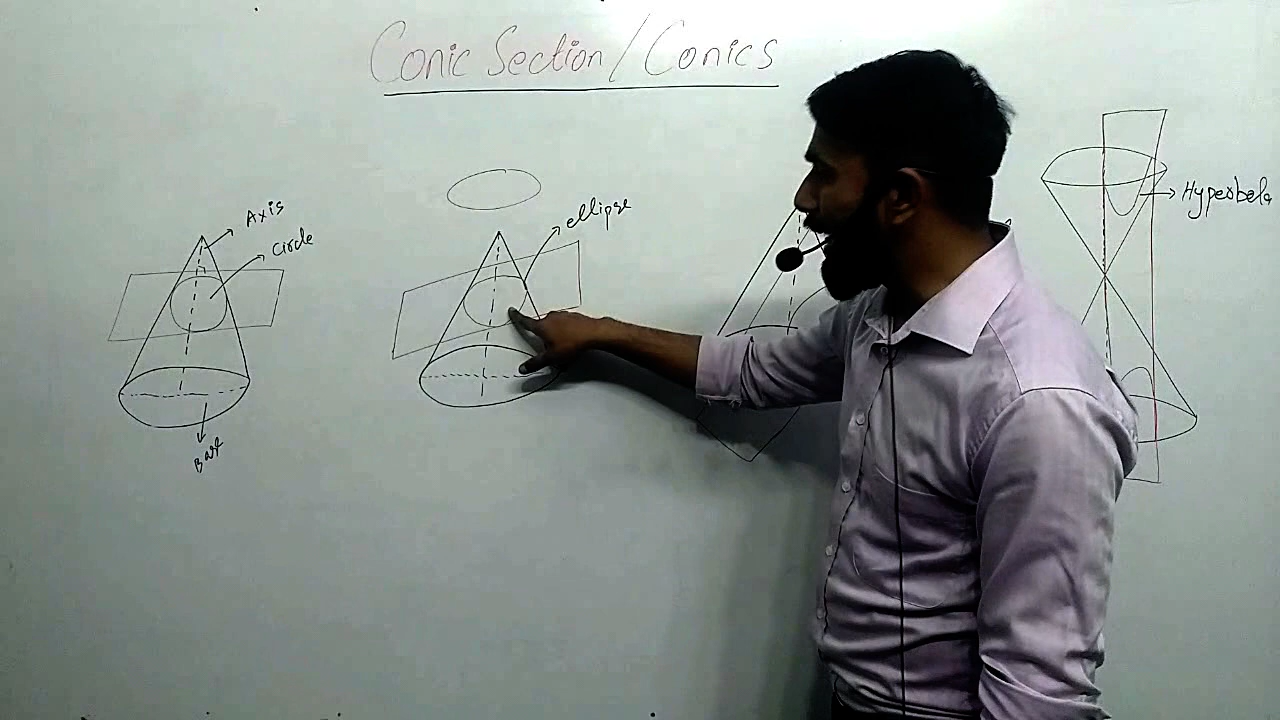 Conic Section/Conics
Axis
Circle
Base
ellipse
Hyperbola